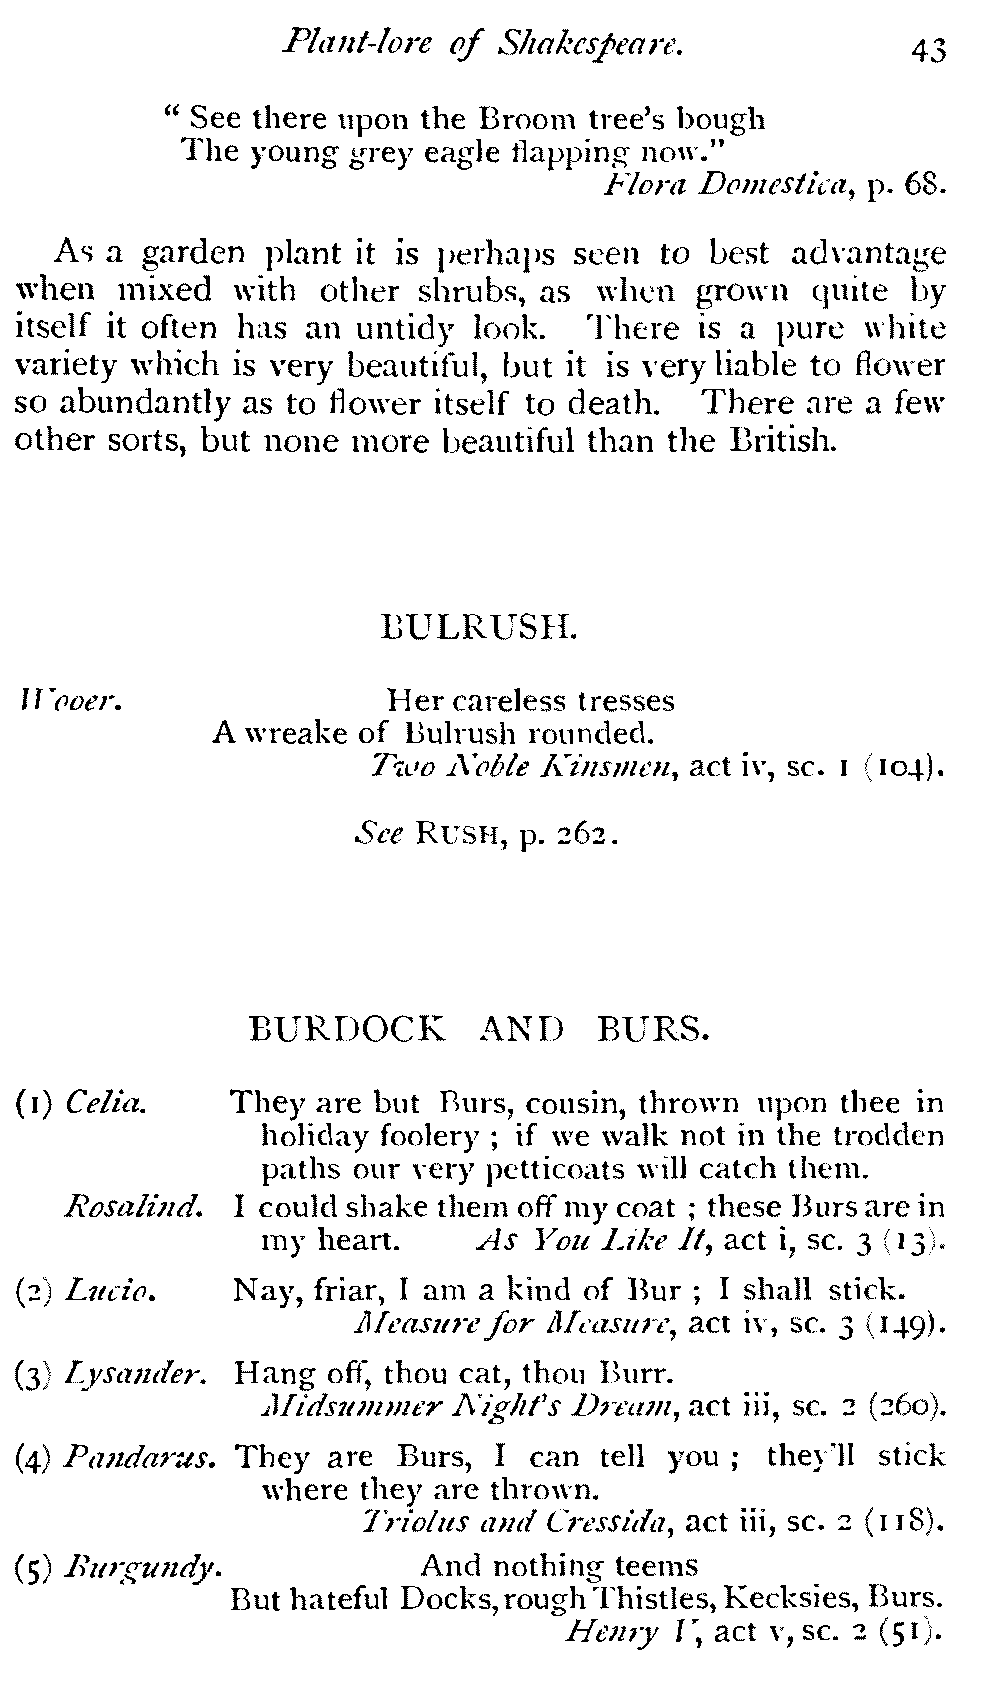 Plant-lore of Shakespeare. 43
" See there upon the Broom tree's bough
The young grey eagle flapping now."
Flora Domestica, p. 68.
As a garden plant it is perhaps seen to best advantage
when mixed with other shrubs, as when grown quite by
itself it often has an untidy look. There is a pure white
variety which is very beautiful, but it is very liable to flower
so abundantly as to flower itself to death. There are a few
other sorts, but none more beautiful than the British.
BULRUSH.
Wooer. Her careless tresses
A wreake of Bulrush rounded.
Two Noble Kinsmen, act iv, sc. 1 (104).
See RUSH, p. 262.
BURDOCK AND BURS.
(1) Celia. They are but Burs, cousin, thrown upon thee in
holiday foolery ; if we walk not in the trodden
paths our very petticoats will catch them.
Rosalind. I could shake them off my coat ; these Burs are in
my heart. As You Like It, act i, sc. 3 (13).
(2) Lucio. Nay, friar, I am a kind of Bur ; I shall stick.
Measure for Measure, act iv, sc. 3 (149).
(3) Lysander. Hang off, thou cat, thou Burr.
Midsummer Night's Dream, act iii, sc. 2 (260).
(4) Pandarus. They are Burs, I can tell you ; they'll stick
where they are thrown.
Triolus and Cressida, act iii, sc. 2 (118).
(5) Burgundy. And nothing teems
But hateful Docks, rough Thistles, Kecksies, Burs.
Henry V, act v, sc. 2 (51).